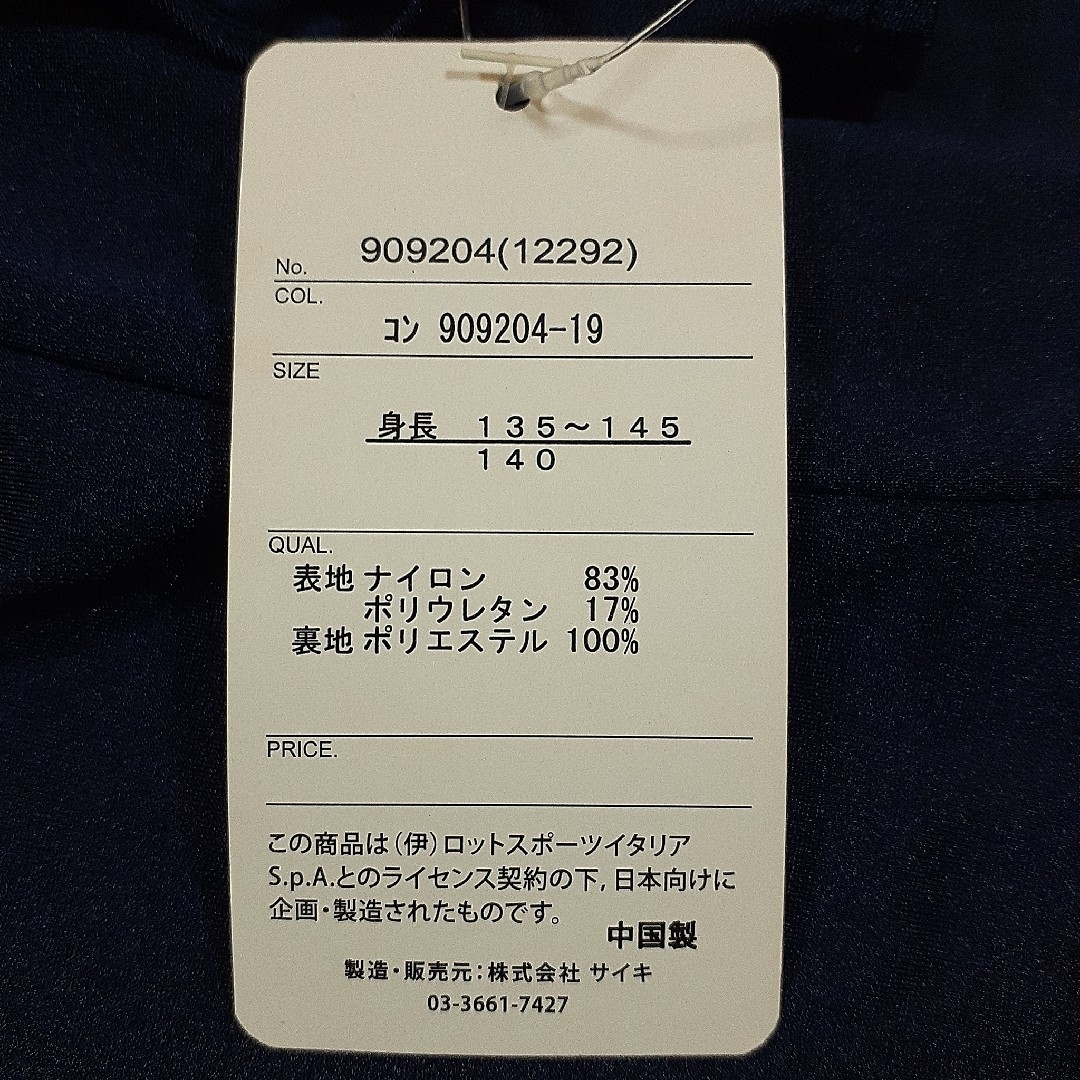 No. 909204(12292)
COL.
ｺﾝ 909204-19
SIZE
身長 １３５～１４５
１４０
QUAL.
表地 ナイロン 83%
ポリウレタン 17%
裏地 ポリエステル 100%
PRICE.
この商品は(伊)ロットスポーツイタリア
S.p.A.とのライセンス契約の下, 日本向けに
企画・製造されたものです。
中国製
製造・販売元：株式会社 サイキ
03-3661-7427